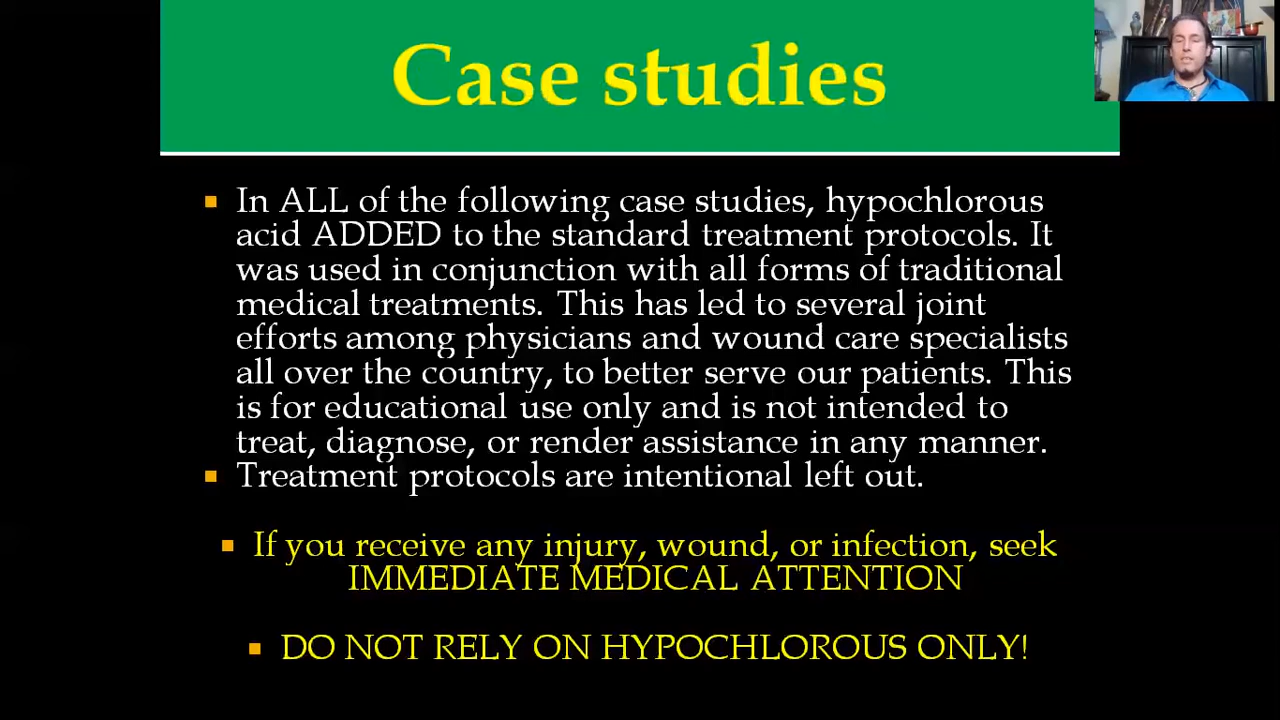 Case studies
In ALL of the following case studies, hypochlorous
acid ADDED to the standard treatment protocols. It
was used in conjunction with all forms of traditional
medical treatments. This has led to several joint
efforts among physicians and wound care specialists
all over the country, to better serve our patients. This
is for educational use only and is not intended to
treat, diagnose, or render assistance in any manner.
Treatment protocols are intentional left out.
If you receive any injury, wound, or infection, seek
IMMEDIATE MEDICAL ATTENTION
DO NOT RELY ON HYPOCHLOROUS ONLY!